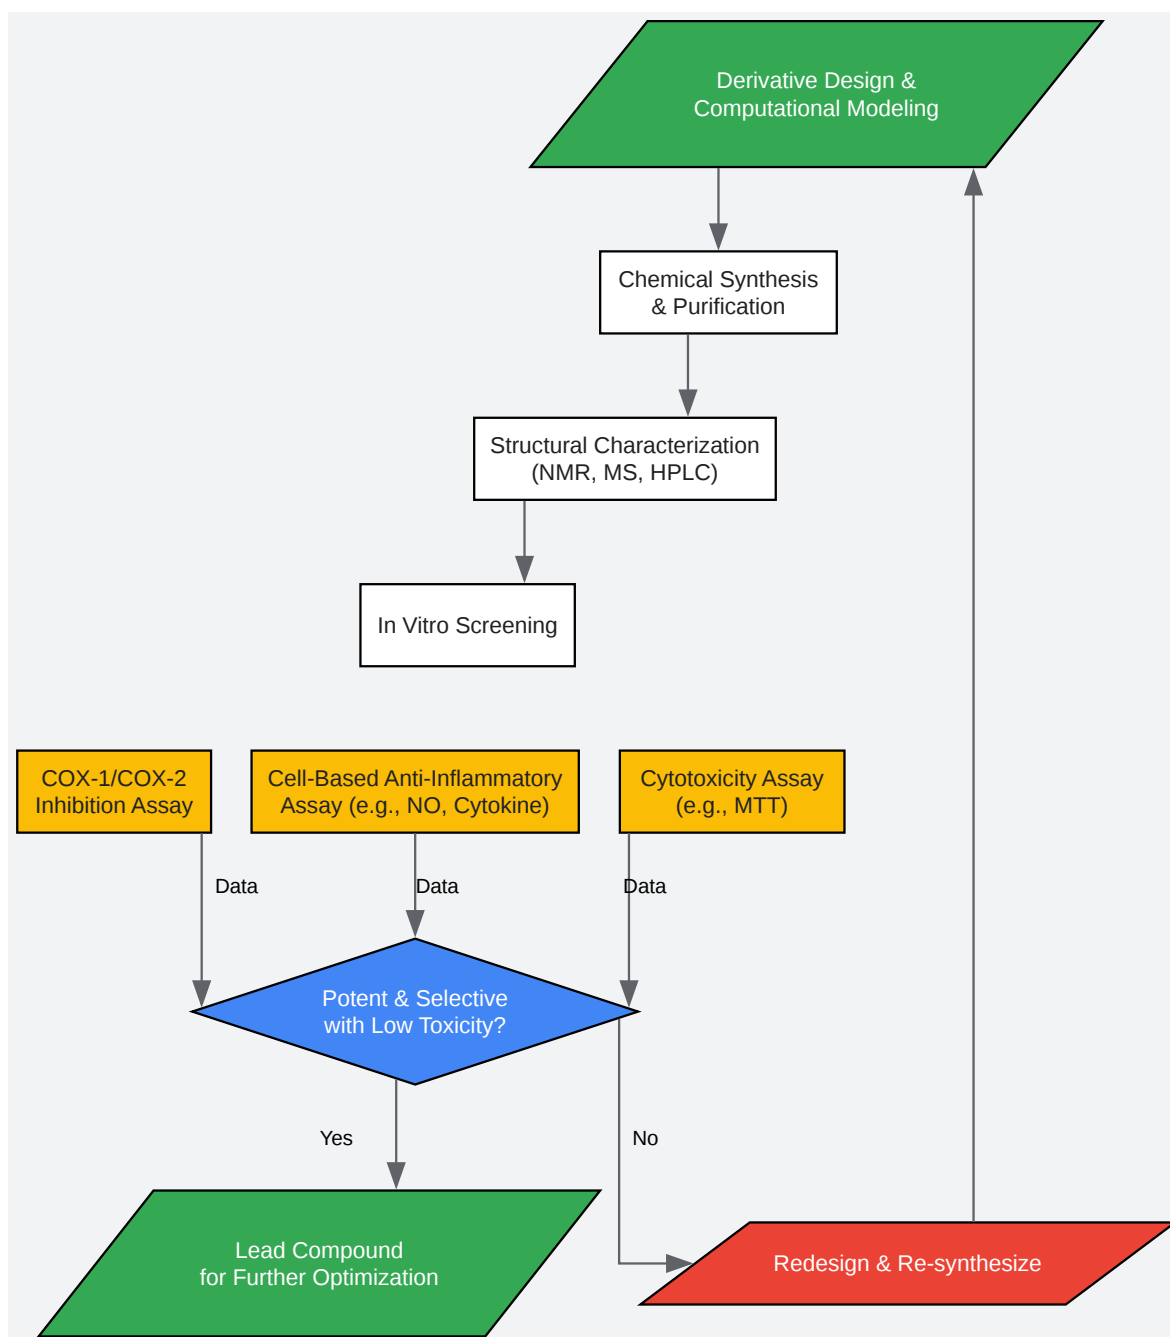 Derivative Design &
Computational Modeling
Chemical Synthesis
& Purification
Structural Characterization
(NMR, MS, HPLC)
In Vitro Screening
COX-1/COX-2
Inhibition Assay
Cell-Based Anti-Inflammatory
Assay (e.g., NO, Cytokine)
Cytotoxicity Assay
(e.g., MTT)
Data
Data
Data
Potent & Selective
with Low Toxicity?
Yes
No
Lead Compound
for Further Optimization
Redesign & Re-synthesize